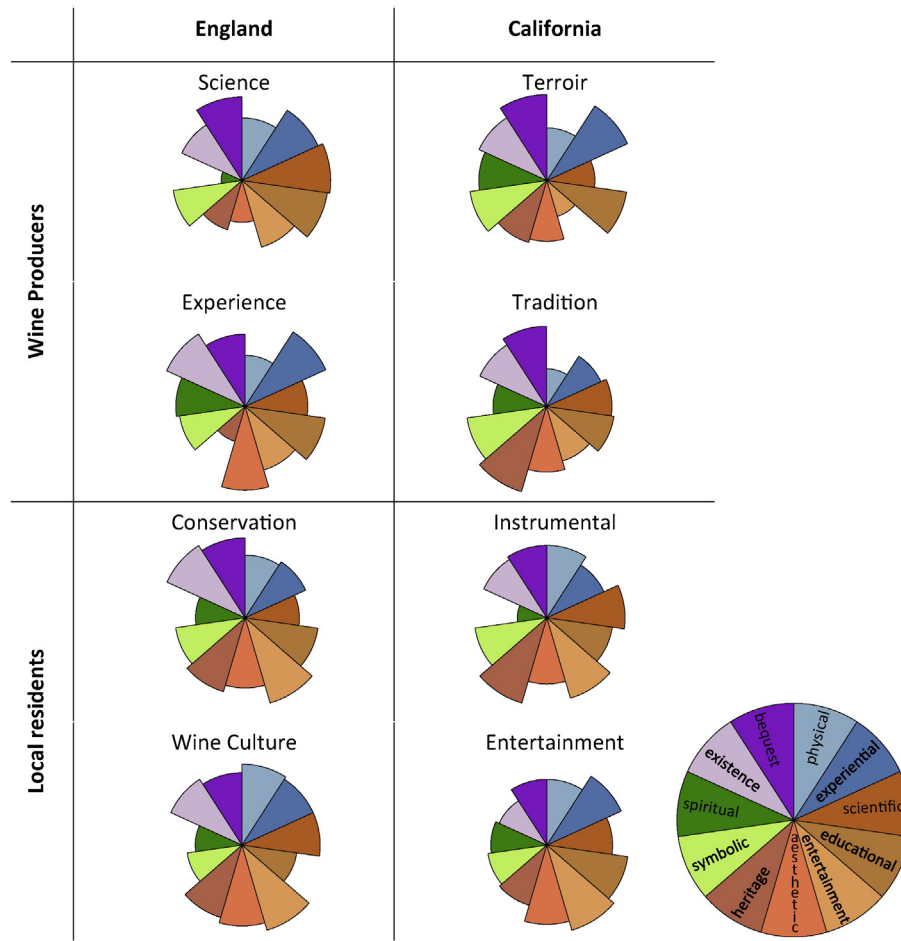 England
California
Wine Producers
Science
Terroir
Experience
Tradition
Local residents
Conservation
Instrumental
Wine Culture
Entertainment
bequest
physical
existence
experiential
spiritual
scientific
symbolic
educational
heritage
aesthetic
entertainment